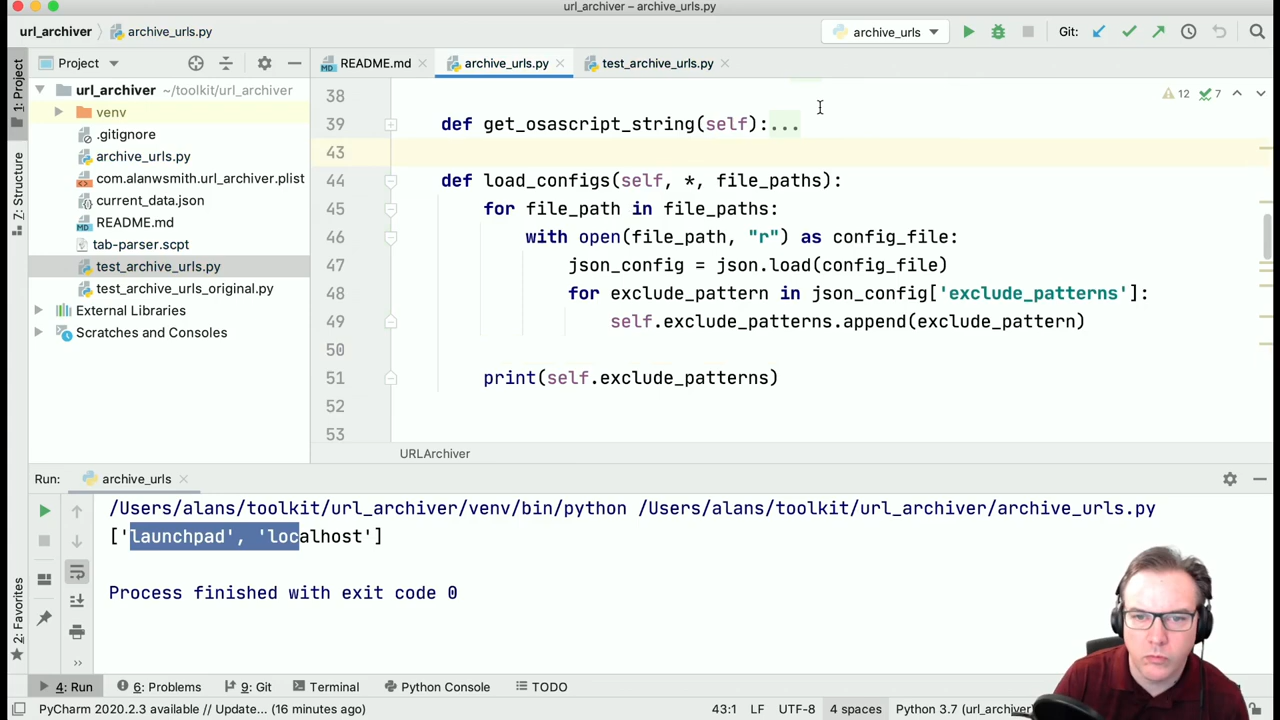 url_archiver – archive_urls.py
url_archiver archive_urls.py archive_urls Git:
1: Project
Project
README.md archive_urls.py test_archive_urls.py
url_archiver ~/toolkit/url_archiver
venv
.gitignore
archive_urls.py
com.alanwsmith.url_archiver.plist
current_data.json
README.md
tab-parser.scpt
test_archive_urls.py
test_archive_urls_original.py
External Libraries
Scratches and Consoles
7: Structure
2: Favorites
12 7
38
39 def get_osascript_string(self):...
43
44 def load_configs(self, *, file_paths):
45 for file_path in file_paths:
46 with open(file_path, "r") as config_file:
47 json_config = json.load(config_file)
48 for exclude_pattern in json_config['exclude_patterns']:
49 self.exclude_patterns.append(exclude_pattern)
50
51 print(self.exclude_patterns)
52
53
URLArchiver
Run: archive_urls
/Users/alans/toolkit/url_archiver/venv/bin/python /Users/alans/toolkit/url_archiver/archive_urls.py
['launchpad', 'localhost']
Process finished with exit code 0
4: Run 6: Problems 9: Git Terminal Python Console TODO
PyCharm 2020.2.3 available // Update... (16 minutes ago) 43:1 LF UTF-8 4 spaces Python 3.7 (url_archiver)